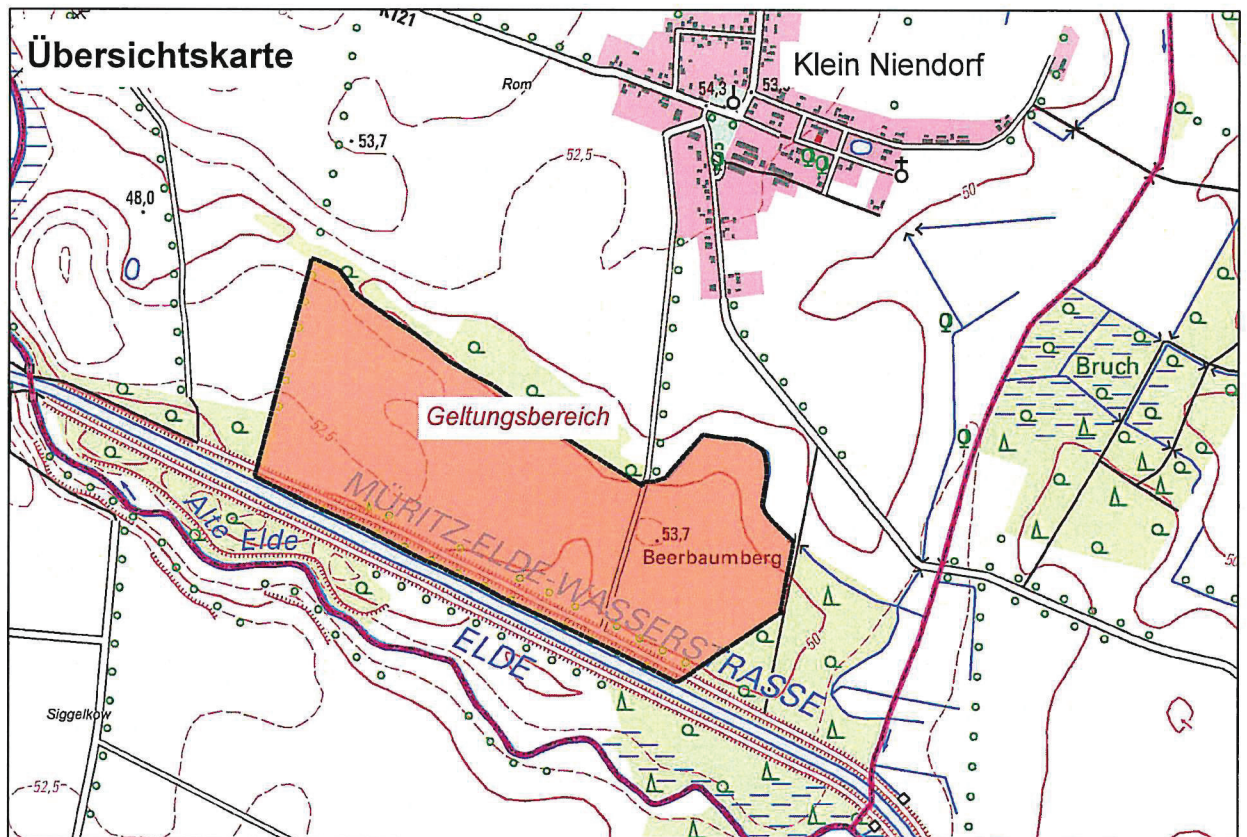 K121
Übersichtskarte
Rom
54,3
53,
Klein Niendorf
53,7
52,5
48,0
50
Bruch
Geltungsbereich
52,5
MÜRITZ-ELDE-WASSERSTRASSE
53,7
Beerbaumberg
Alte Elde
ELDE
50
50
Siggelkow
52,5